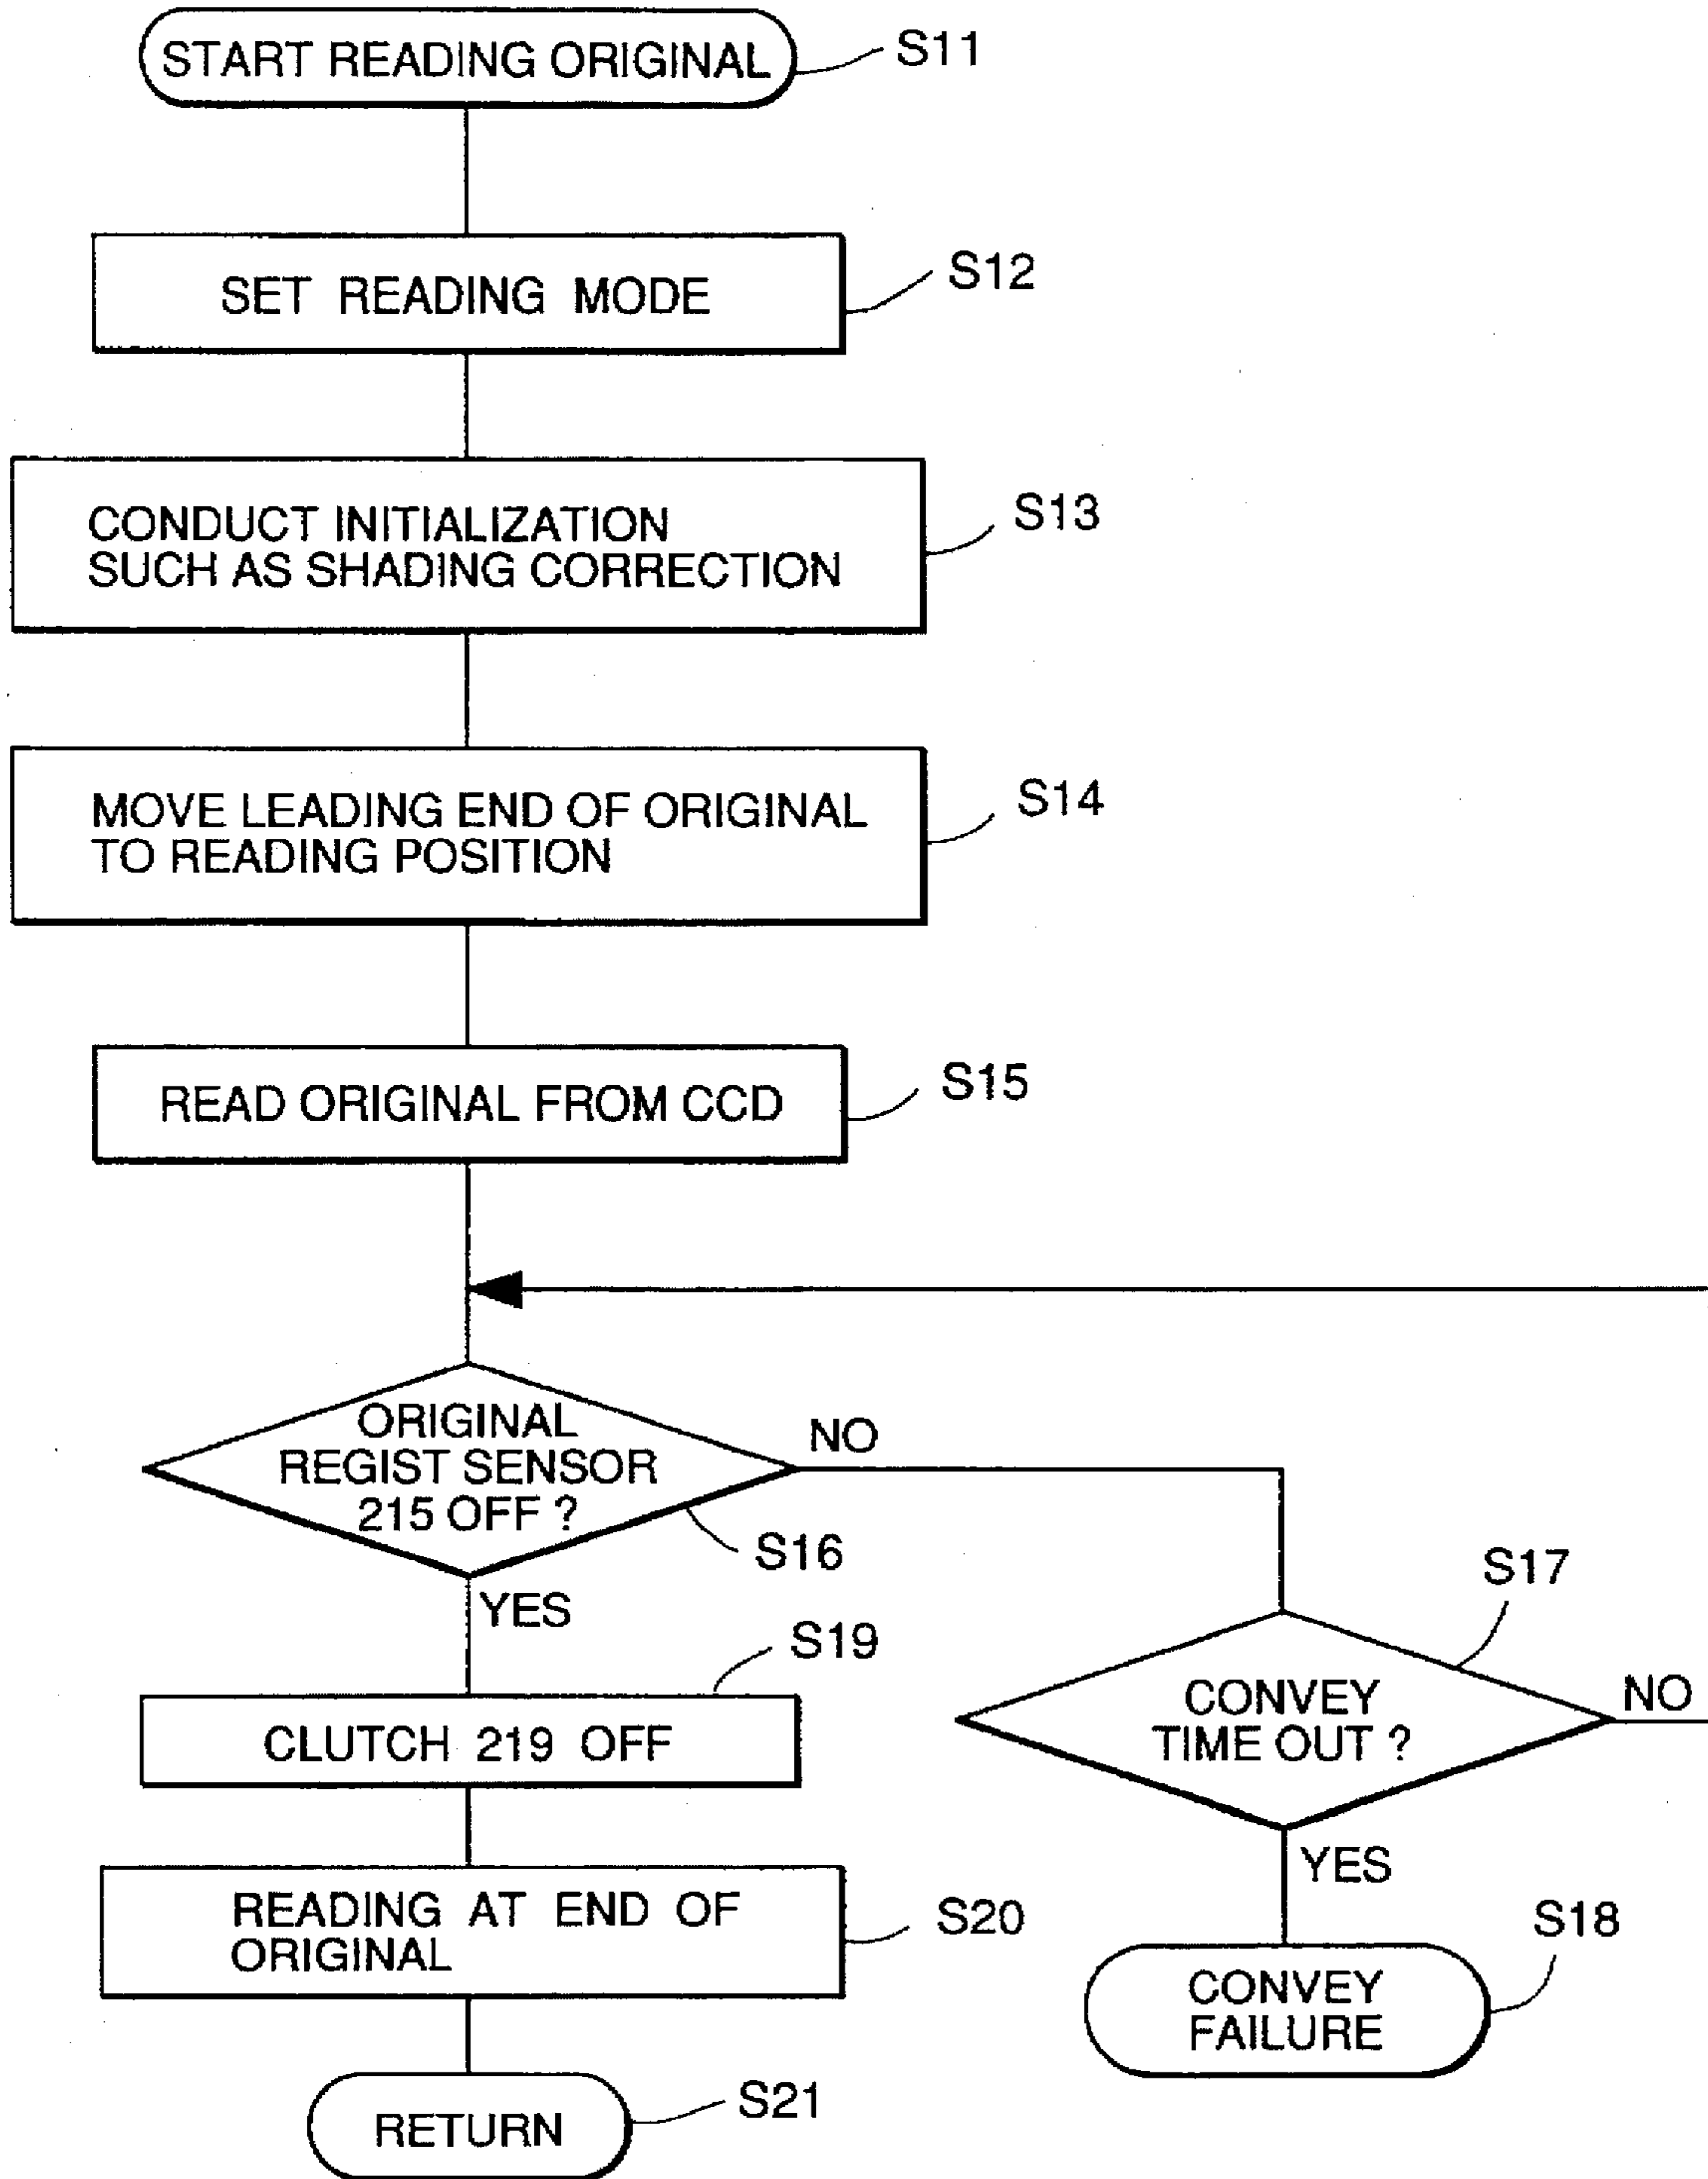 START READING ORIGINAL
S11
SET READING MODE
S12
CONDUCT INITIALIZATION
SUCH AS SHADING CORRECTION
S13
MOVE LEADING END OF ORIGINAL
TO READING POSITION
S14
READ ORIGINAL FROM CCD
S15
ORIGINAL
REGIST SENSOR
215 OFF ?
NO
S16
YES
S17
CONVEY
TIME OUT ?
NO
YES
S18
CONVEY
FAILURE
S19
CLUTCH 219 OFF
READING AT END OF
ORIGINAL
S20
RETURN
S21